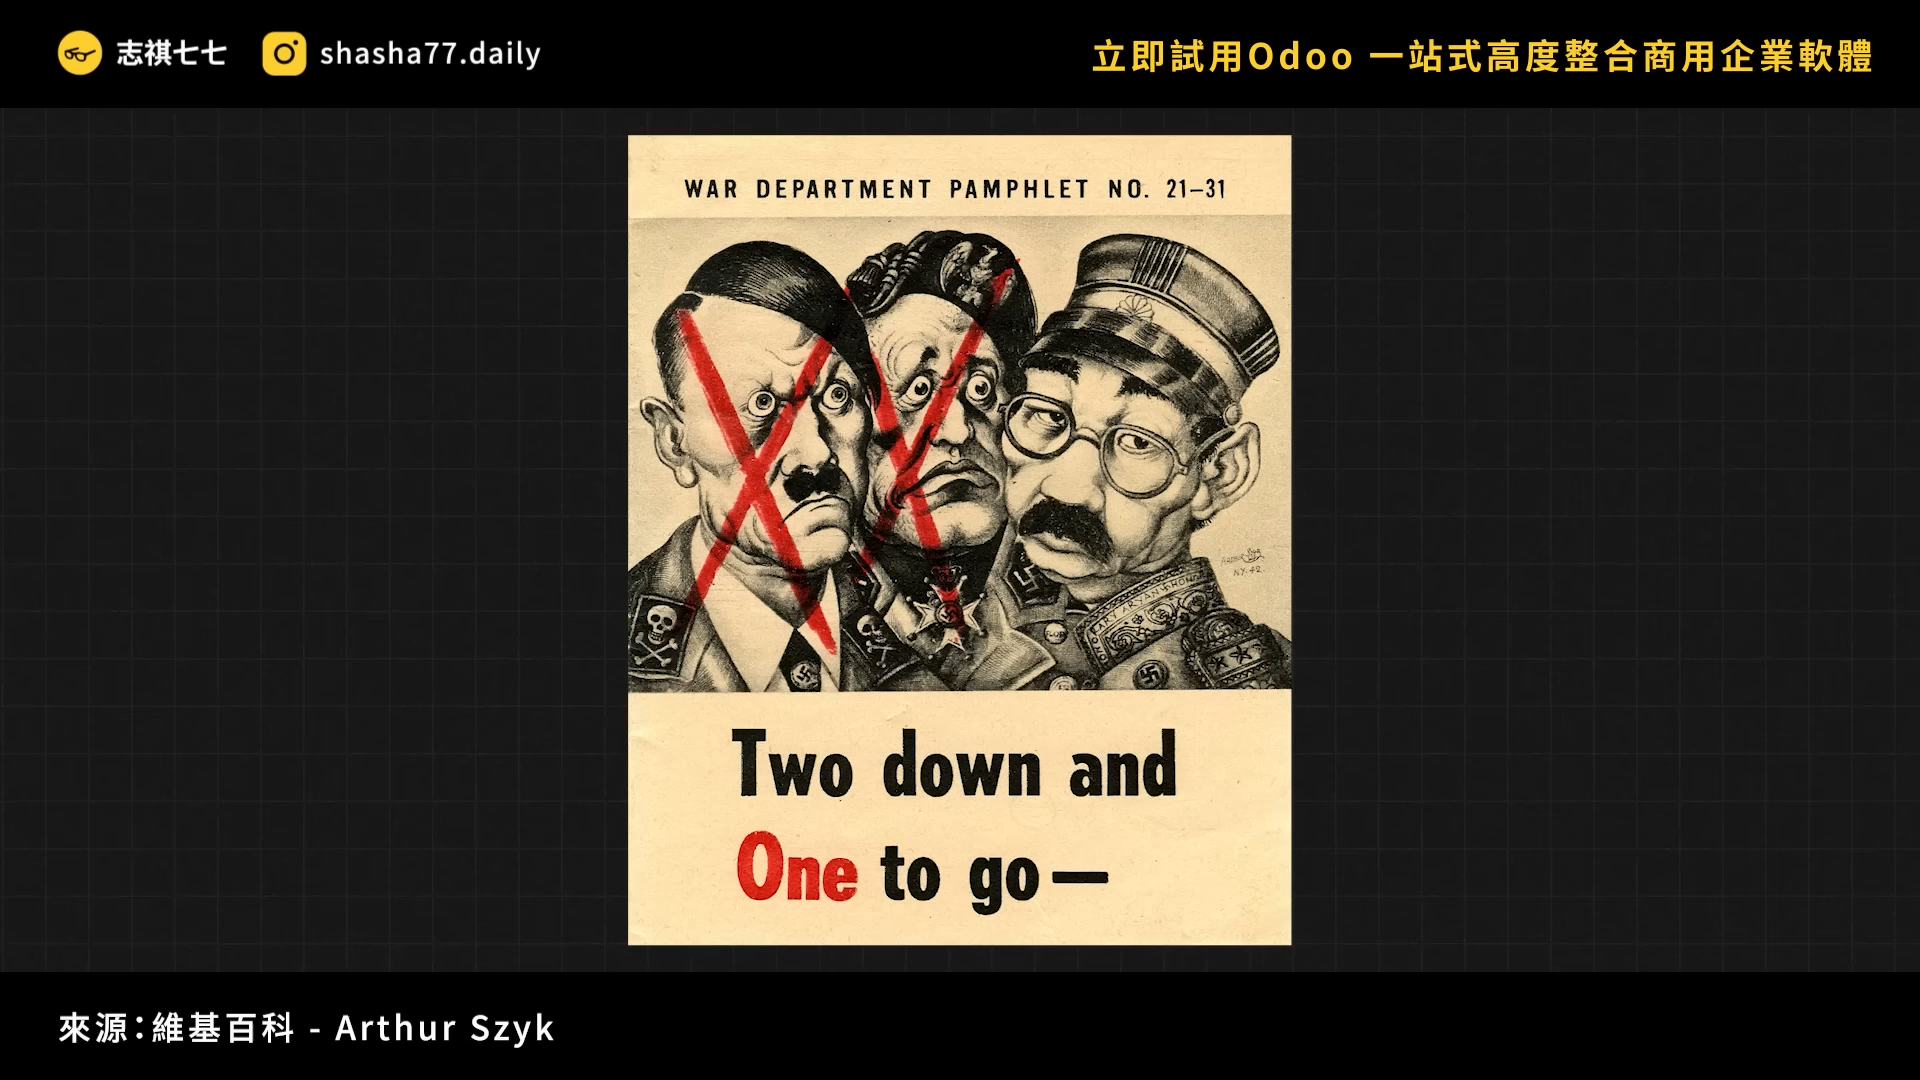 志祺七七 shasha77.daily
立即試用Odoo 一站式高度整合商用企業軟體
WAR DEPARTMENT PAMPHLET NO. 21-31
N.Y. 42.
Two down and
One to go—
來源:維基百科 - Arthur Szyk